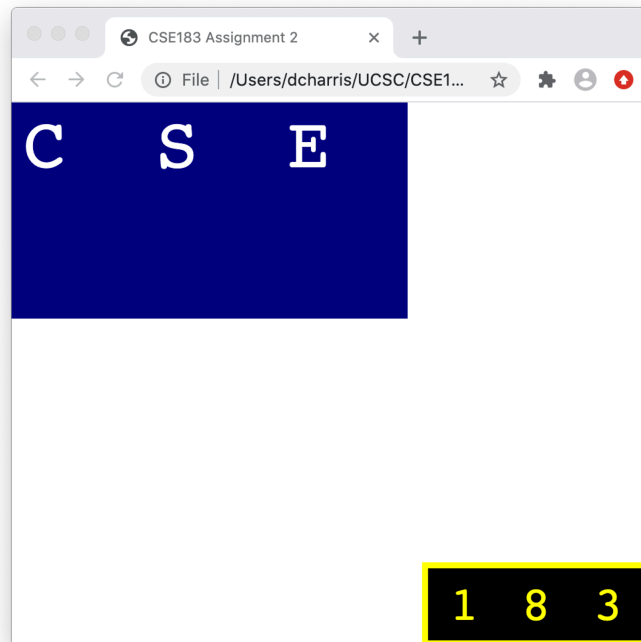 CSE183 Assignment 2
File /Users/dcharris/UCSC/CSE1...
C S E
1 8 3